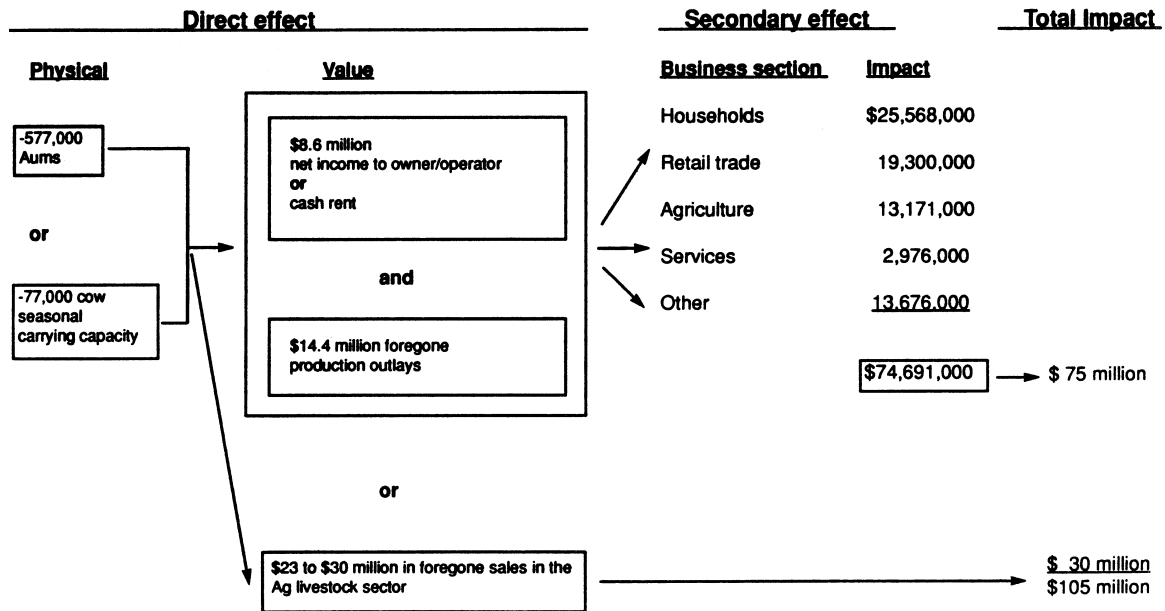 Direct effect
Secondary effect
Total Impact
Physical
Value
Business section
Impact
-577,000
Aums
or
-77,000 cow
seasonal
carrying capacity
$8.6 million
net income to owner/operator
or
cash rent
and
$14.4 million foregone
production outlays
or
$23 to $30 million in foregone sales in the
Ag livestock sector
Households $25,568,000
Retail trade 19,300,000
Agriculture 13,171,000
Services 2,976,000
Other 13.676.000
$74,691,000
$ 75 million
$ 30 million
$105 million